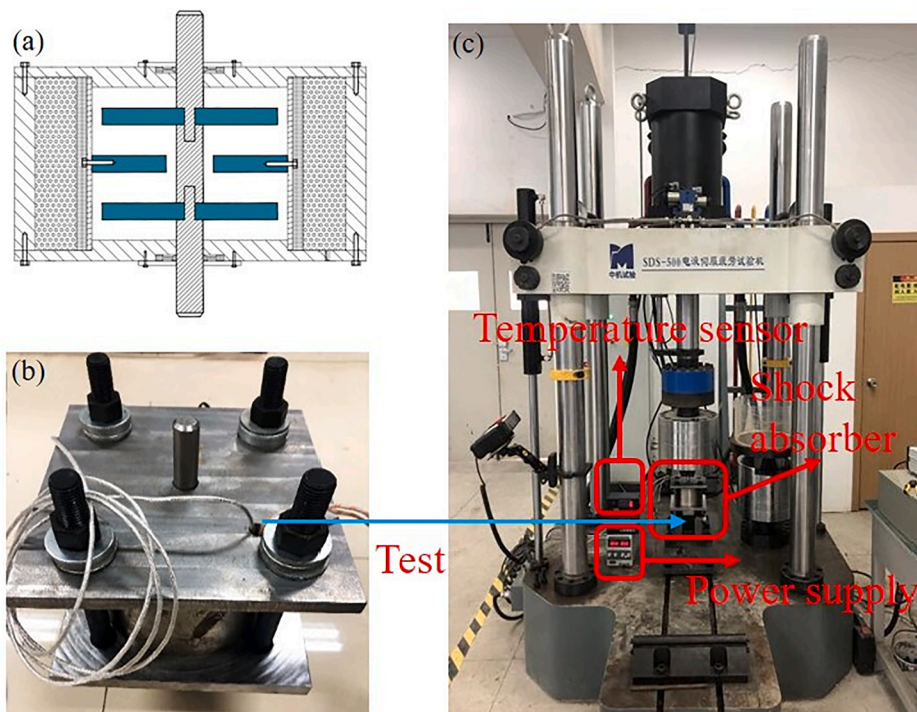 (a)
(b)
(c)
中机试验
SDS-500电液伺服疲劳试验机
Temperature sensor
Shock
absorber
Test
Power supply